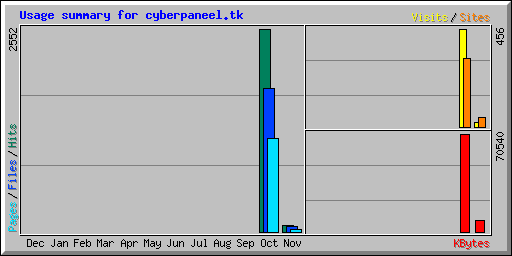 Usage summary for cyberpaneel.tk
Visits / Sites
2552
456
Pages / Files / Hits
70540
Dec Jan Feb Mar Apr May Jun Jul Aug Sep Oct Nov
KBytes